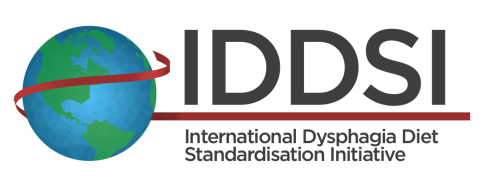 IDDSI
International Dysphagia Diet
Standardisation Initiative